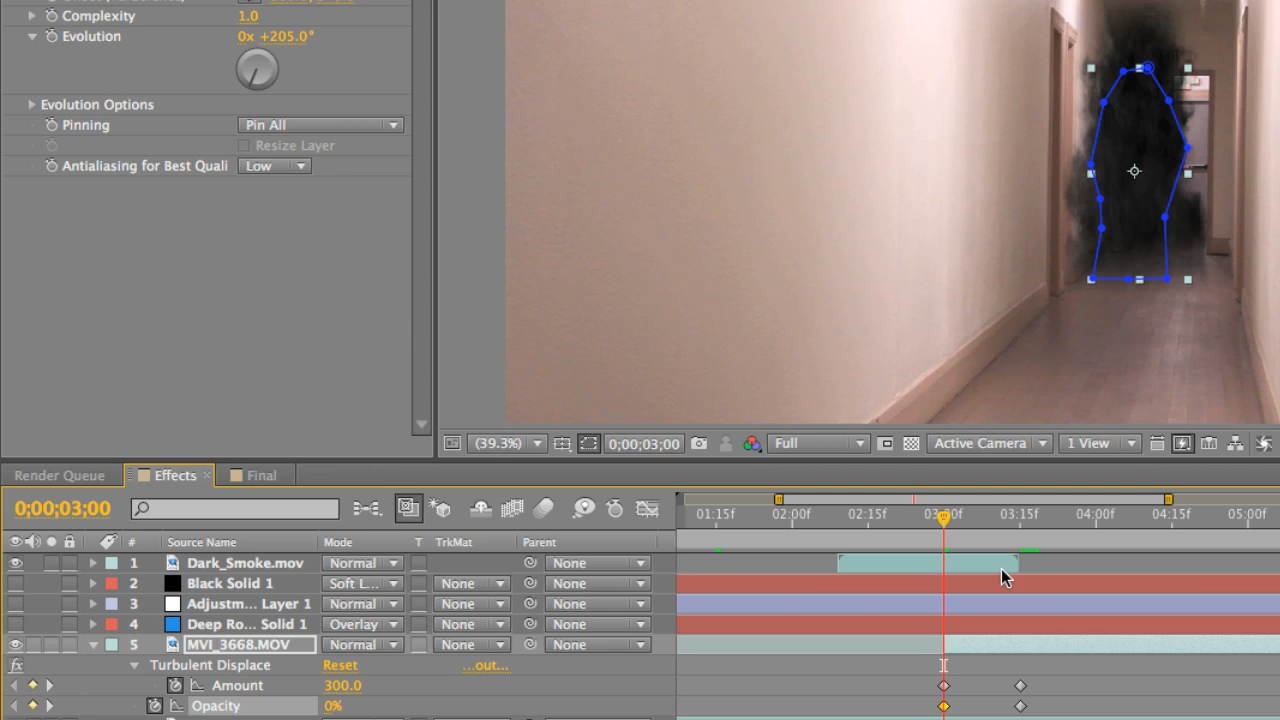 Complexity 1.0
Evolution 0x +205.0°
Evolution Options
Pinning Pin All
Resize Layer
Antialiasing for Best Quali Low
(39.3%) 0;00;03;00 Full Active Camera 1 View
Render Queue Effects × Final
0;00;03;00
01:15f 02:00f 02:15f 03:00f 03:15f 04:00f 04:15f 05:00f
# Source Name Mode T TrkMat Parent
1 Dark_Smoke.mov Normal None
2 Black Solid 1 Soft L... None None
3 Adjustm... Layer 1 Normal None None
4 Deep Ro... Solid 1 Overlay None None
5 MVI_3668.MOV Normal None None
fx Turbulent Displace Reset ...out...
Amount 300.0
Opacity 0%